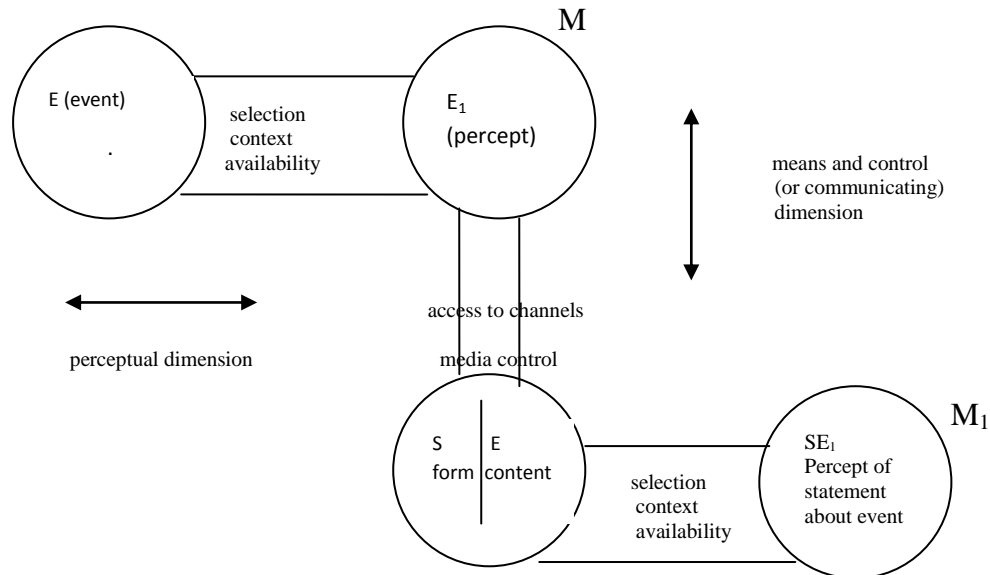 M
E (event)
.
selection
context
availability
E₁
(percept)
means and control
(or communicating)
dimension
access to channels
perceptual dimension
media control
M₁
S
form
E
content
selection
context
availability
SE₁
Percept of
statement
about event